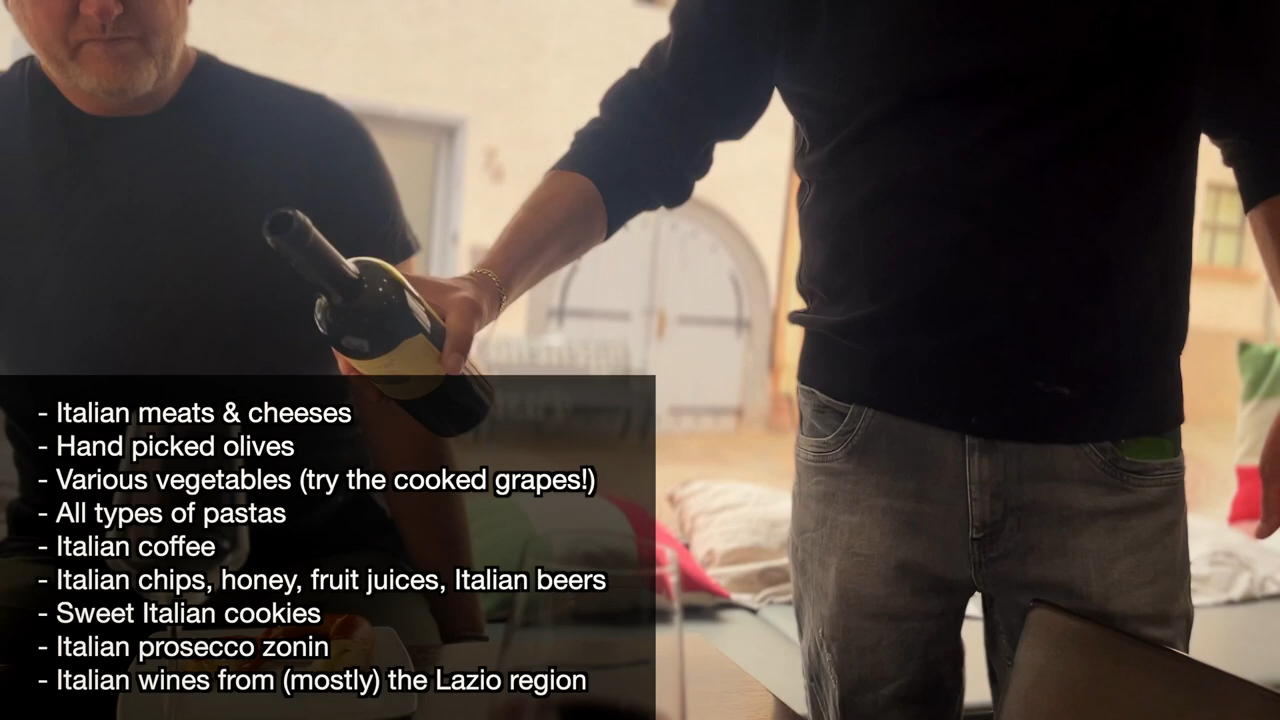 - Italian meats & cheeses
- Hand picked olives
- Various vegetables (try the cooked grapes!)
- All types of pastas
- Italian coffee
- Italian chips, honey, fruit juices, Italian beers
- Sweet Italian cookies
- Italian prosecco zonin
- Italian wines from (mostly) the Lazio region